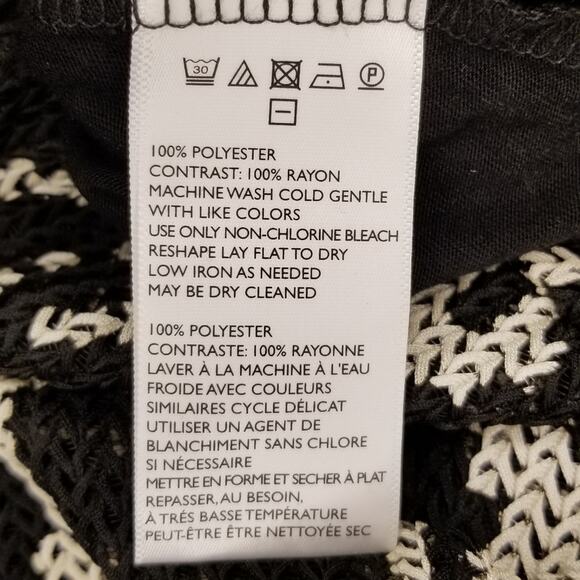 30
P
100% POLYESTER
CONTRAST: 100% RAYON
MACHINE WASH COLD GENTLE
WITH LIKE COLORS
USE ONLY NON-CHLORINE BLEACH
RESHAPE LAY FLAT TO DRY
LOW IRON AS NEEDED
MAY BE DRY CLEANED
100% POLYESTER
CONTRASTE: 100% RAYONNE
LAVER À LA MACHINE À L'EAU
FROIDE AVEC COULEURS
SIMILAIRES CYCLE DÉLICAT
UTILISER UN AGENT DE
BLANCHIMENT SANS CHLORE
SI NÉCESSAIRE
METTRE EN FORME ET SECHER À PLAT
REPASSER, AU BESOIN,
À TRÉS BASSE TEMPÉRATURE
PEUT-ÊTRE ÊTRE NETTOYÉE SEC